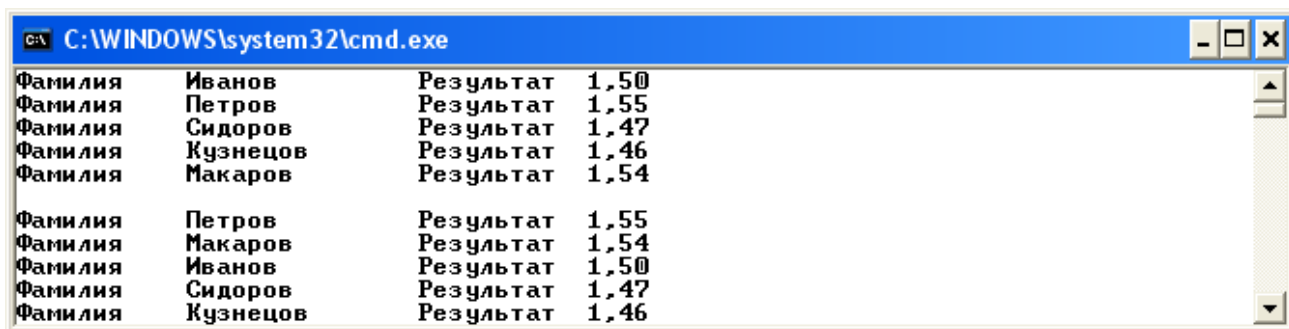 C:\WINDOWS\system32\cmd.exe
Фамилия Иванов Результат 1,50
Фамилия Петров Результат 1,55
Фамилия Сидоров Результат 1,47
Фамилия Кузнецов Результат 1,46
Фамилия Макаров Результат 1,54
Фамилия Петров Результат 1,55
Фамилия Макаров Результат 1,54
Фамилия Иванов Результат 1,50
Фамилия Сидоров Результат 1,47
Фамилия Кузнецов Результат 1,46